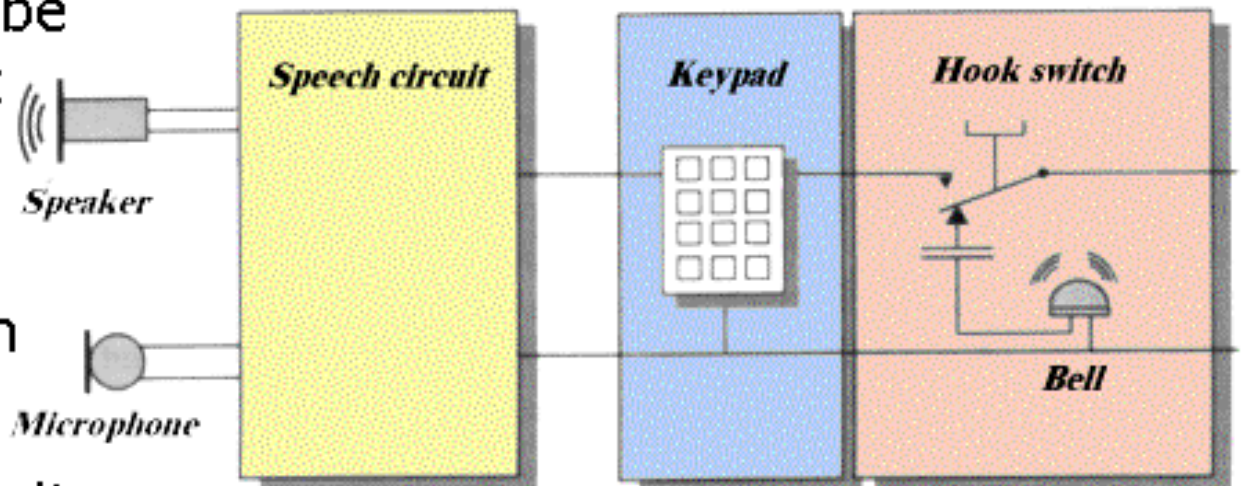 be
Speech circuit
Keypad
Hook switch
Speaker
Bell
Microphone